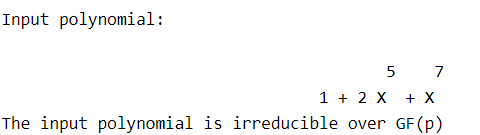 Input polynomial:
5 7
1 + 2 X + X
The input polynomial is irreducible over GF(p)